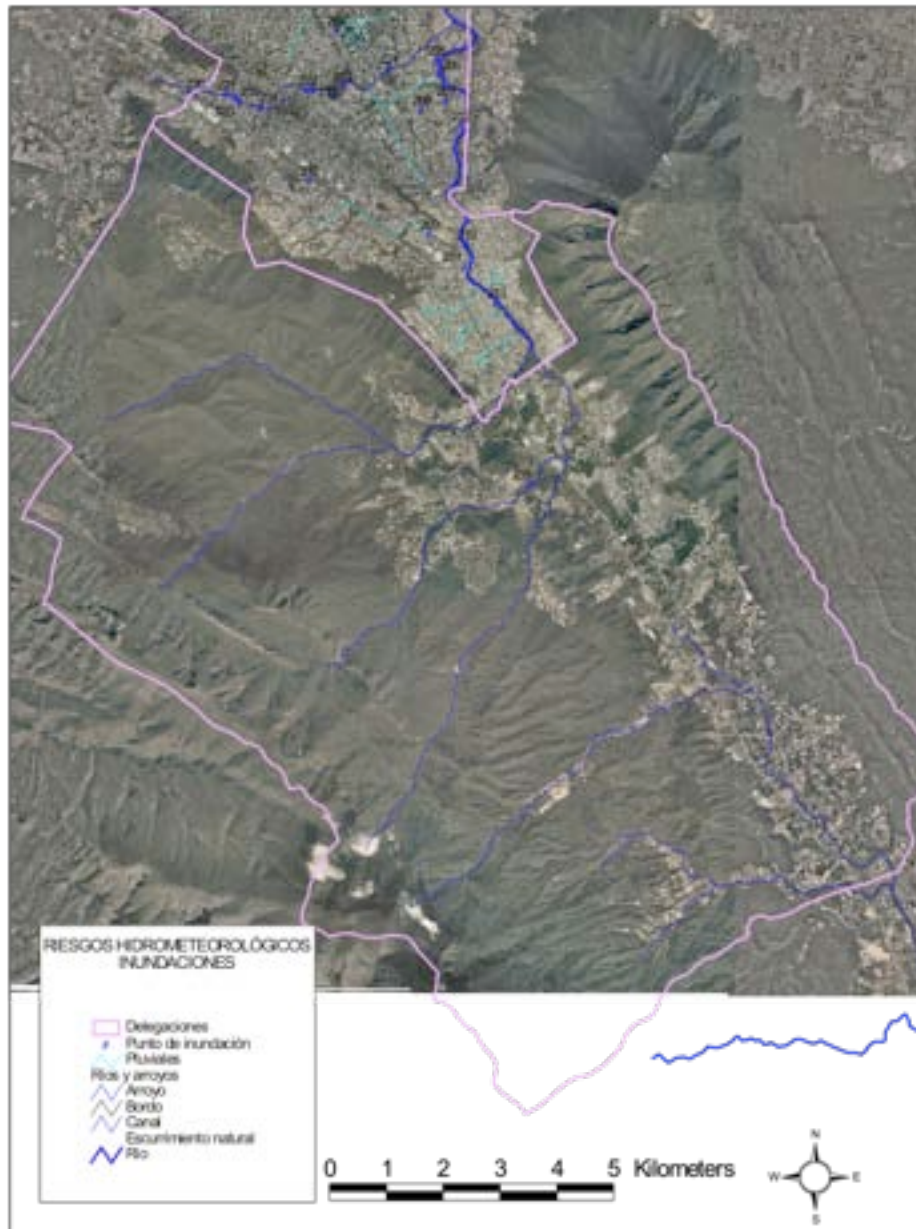 RIESGOS HIDROMETEOROLÓGICOS
INUNDACIONES
Delegaciones
Punto de inundación
Pluviales
Ríos y arroyos
Arroyo
Bordo
Canal
Escurrimiento natural
Río
0 1 2 3 4 5 Kilometers
N
W E
S